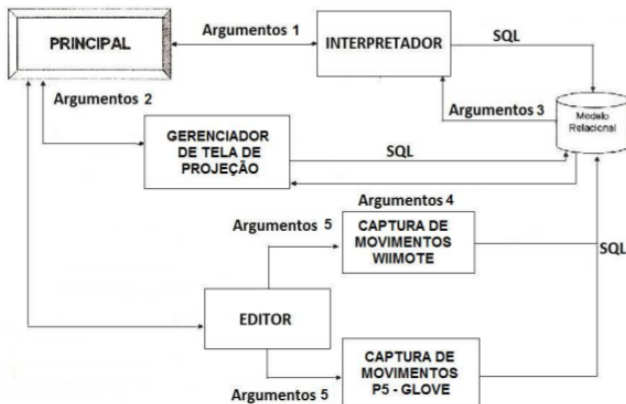 PRINCIPAL
Argumentos 1
INTERPRETADOR
SQL
Argumentos 2
Argumentos 3
Modelo
Relacional
GERENCIADOR
DE TELA DE
PROJEÇÃO
SQL
Argumentos 4
Argumentos 5
CAPTURA DE
MOVIMENTOS
WIIMOTE
SQL
EDITOR
CAPTURA DE
MOVIMENTOS
P5 - GLOVE
Argumentos 5